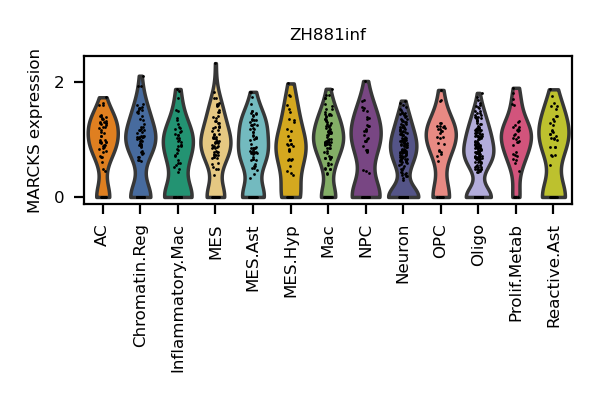 ZH881inf
MARCKS expression
2
0
AC
Chromatin.Reg
Inflammatory.Mac
MES
MES.Ast
MES.Hyp
Mac
NPC
Neuron
OPC
Oligo
Prolif.Metab
Reactive.Ast